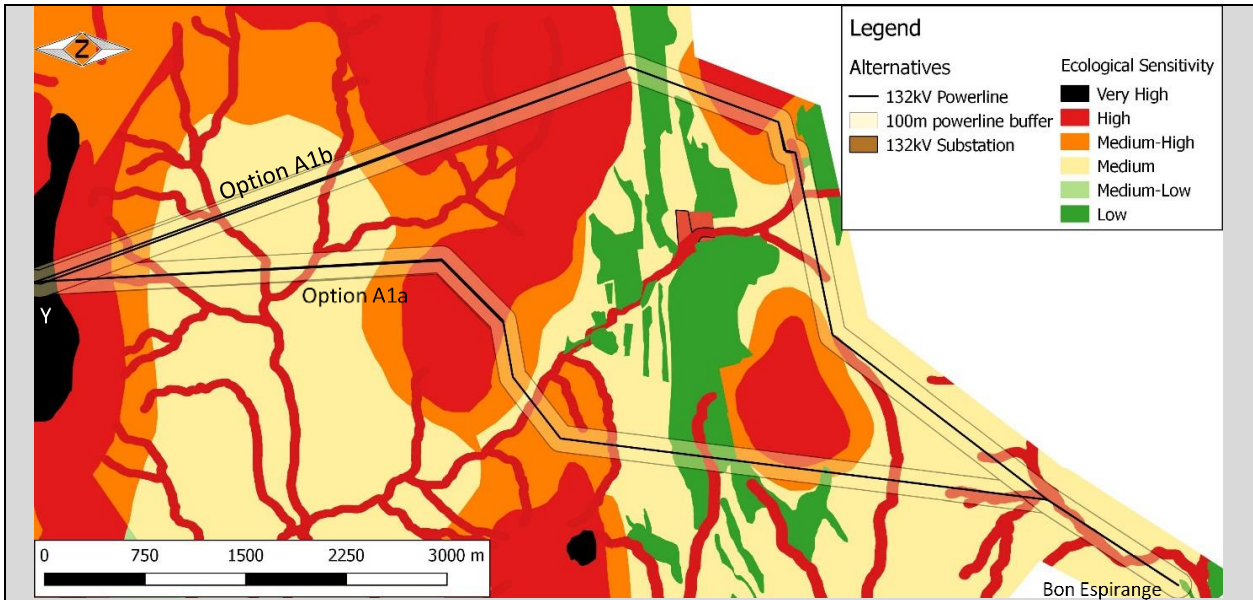 N
Option A1b
Option A1a
Y
0 750 1500 2250 3000 m
Bon Espirange
Legend
Alternatives
132kV Powerline
100m powerline buffer
132kV Substation
Ecological Sensitivity
Very High
High
Medium-High
Medium
Medium-Low
Low